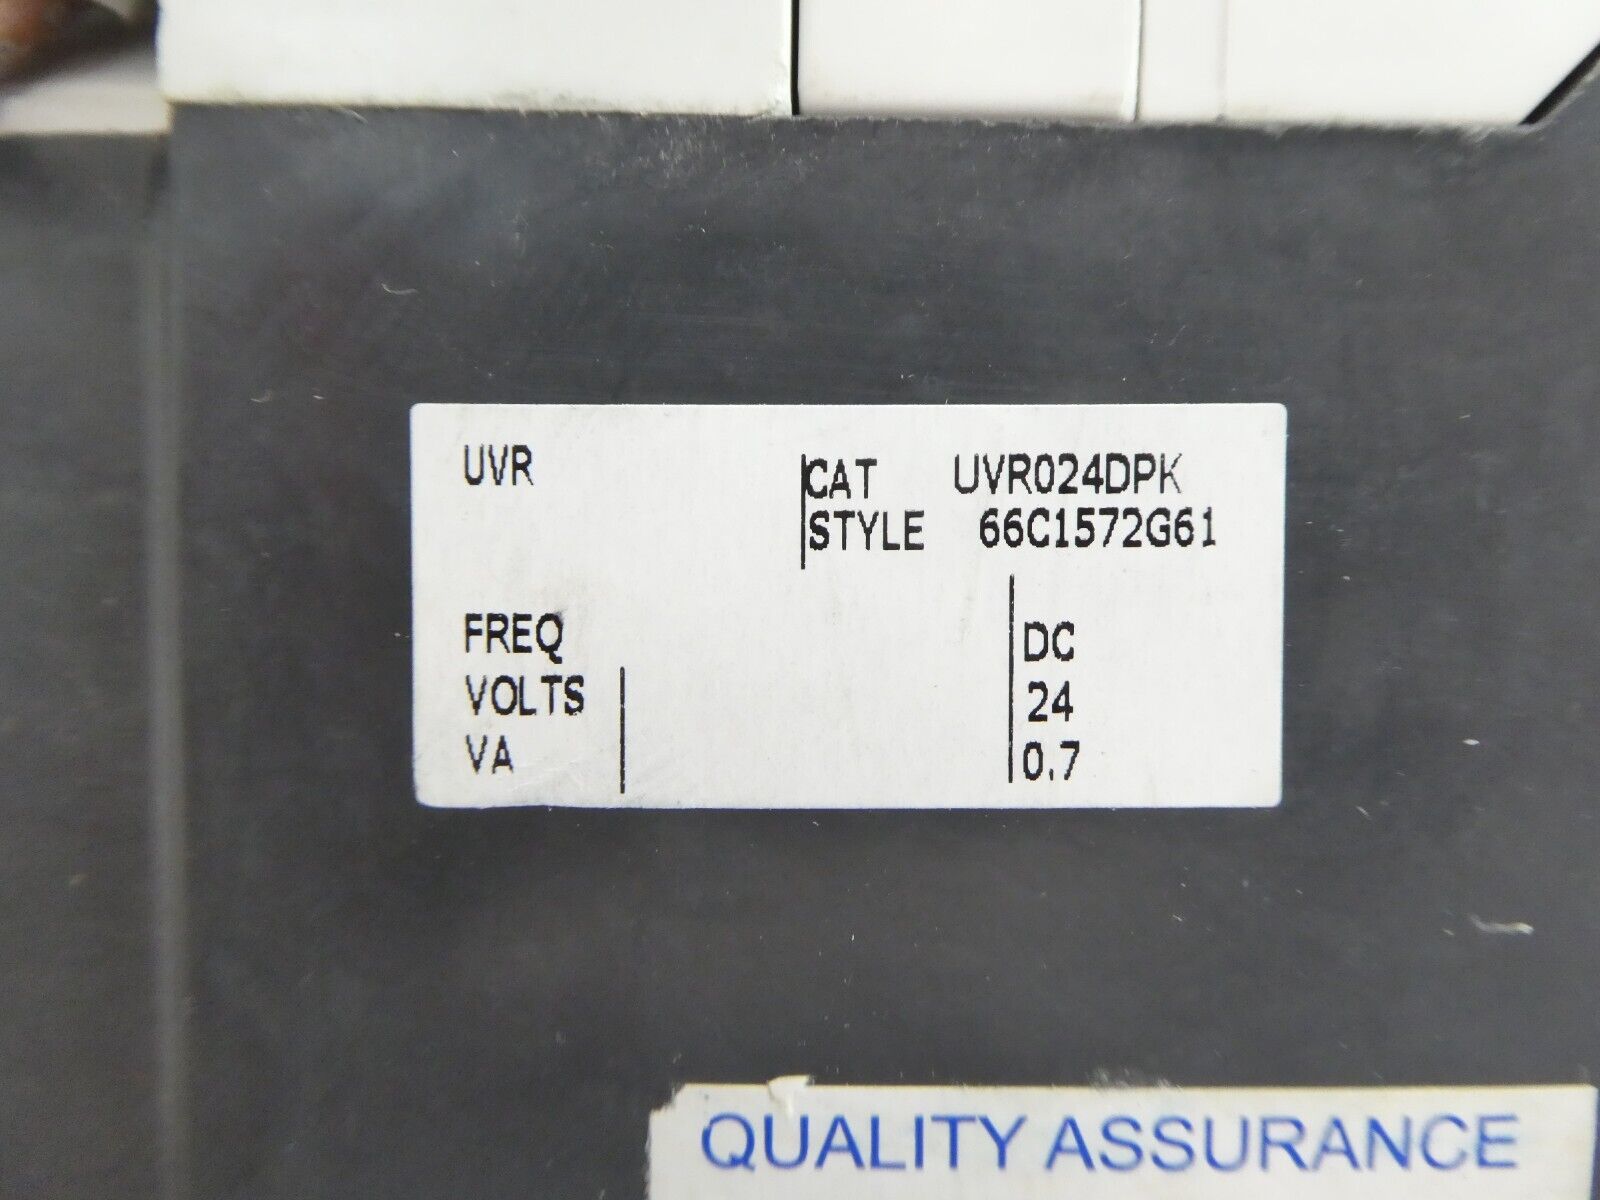 UVR CAT UVR024DPK
STYLE 66C1572G61
FREQ DC
VOLTS 24
VA 0.7
QUALITY ASSURANCE